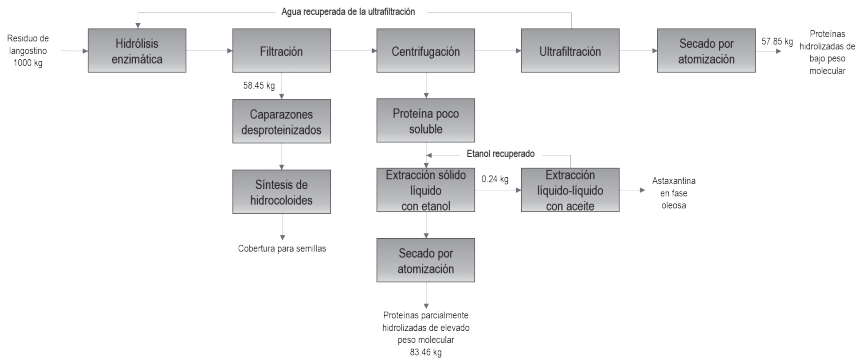 Agua recuperada de la ultrafiltración
Residuo de
langostino
1000 kg
Hidrólisis
enzimática
Filtración
Centrifugación
Ultrafiltración
Secado por
atomización
57.85 kg
Proteínas
hidrolizadas de
bajo peso
molecular
58.45 kg
Caparazones
desproteinizados
Proteína poco
soluble
Etanol recuperado
Síntesis de
hidrocoloides
Extracción sólido
líquido
con etanol
0.24 kg
Extracción
líquido-líquido
con aceite
Astaxantina
en fase
oleosa
Cobertura para semillas
Secado por
atomización
Proteínas parcialmente
hidrolizadas de elevado
peso molecular
83.46 kg